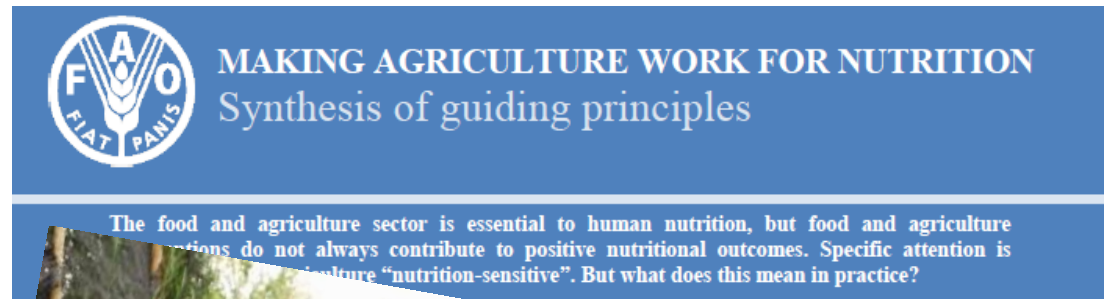 F A O
FIAT PANIS
MAKING AGRICULTURE WORK FOR NUTRITION
Synthesis of guiding principles
The food and agriculture sector is essential to human nutrition, but food and agriculture
do not always contribute to positive nutritional outcomes. Specific attention is
“nutrition-sensitive”. But what does this mean in practice?